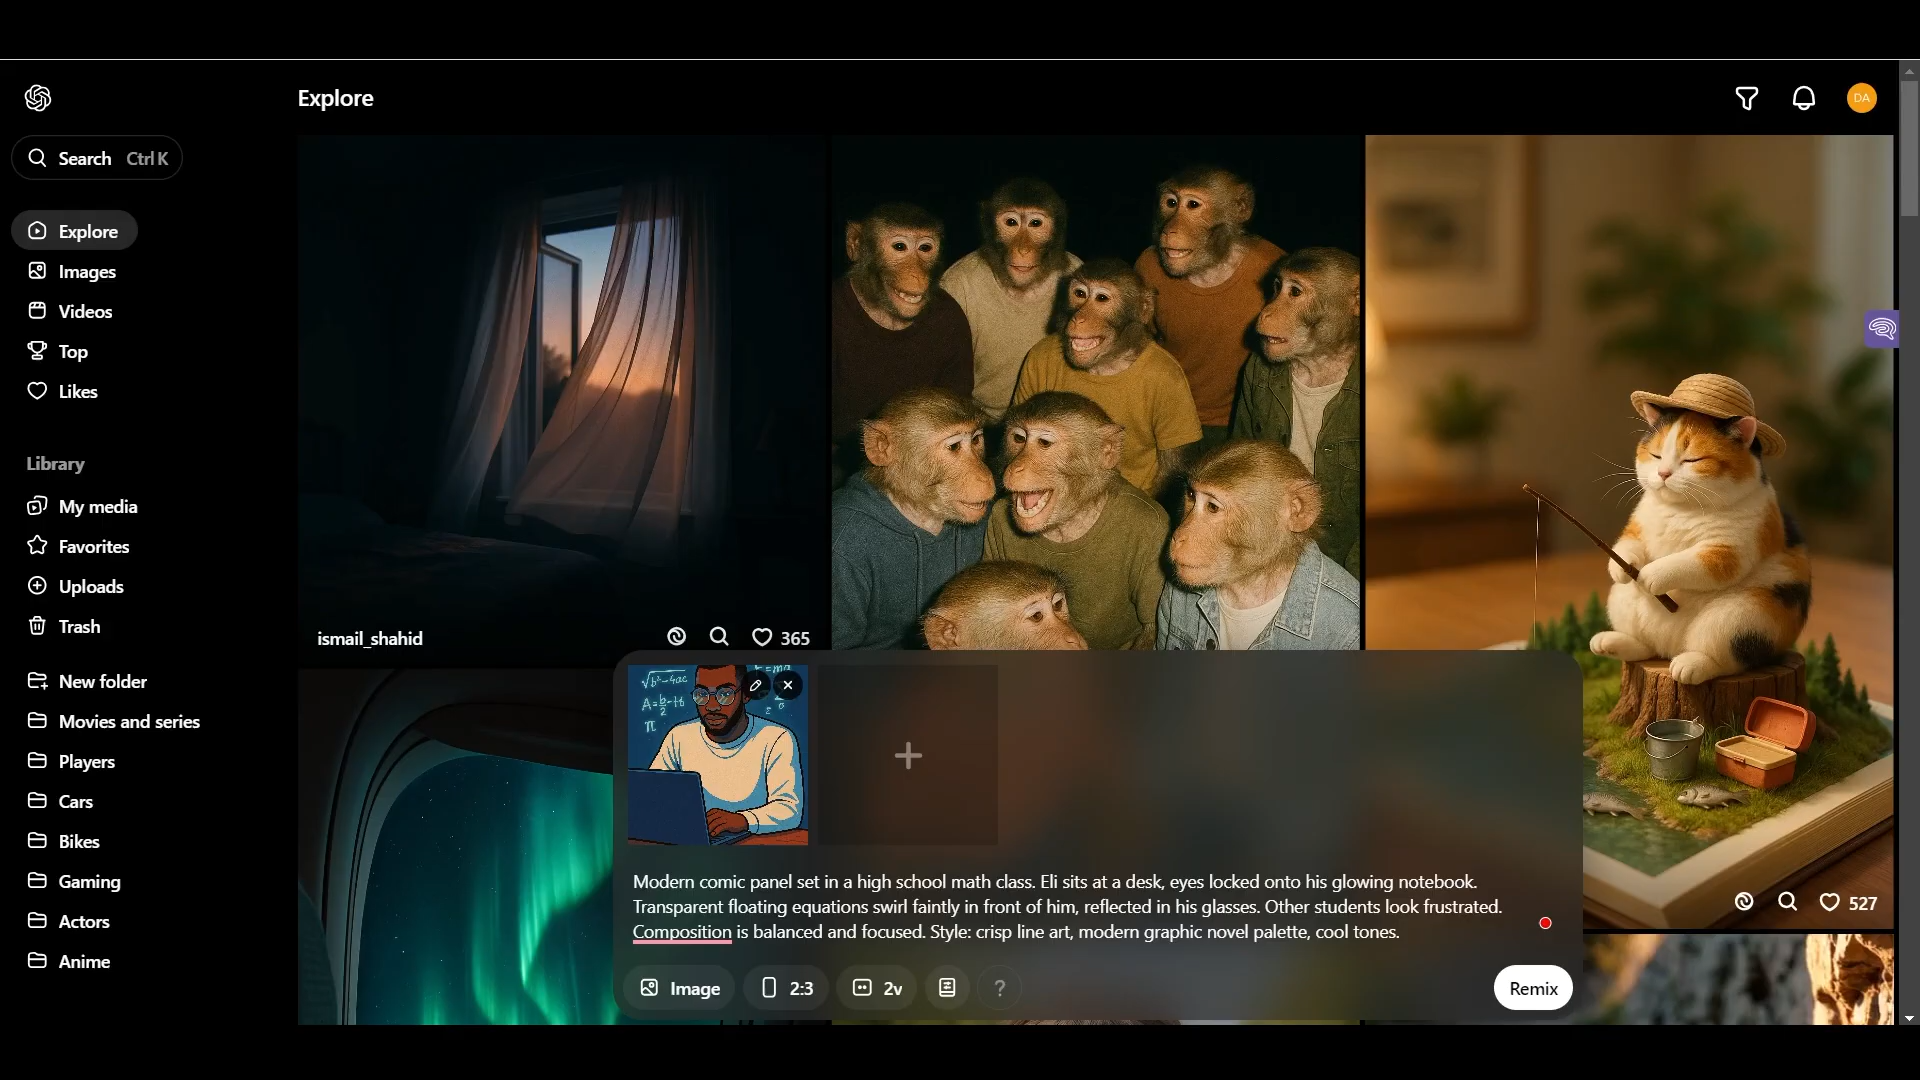 Explore
DA
Search Ctrl K
Explore
Images
Videos
Top
Likes
Library
My media
Favorites
Uploads
Trash
New folder
Movies and series
Players
Cars
Bikes
Gaming
Actors
Anime
ismail_shahid
365
527
√b²-4ac
π
Modern comic panel set in a high school math class. Eli sits at a desk, eyes locked onto his glowing notebook.
Transparent floating equations swirl faintly in front of him, reflected in his glasses. Other students look frustrated.
Composition is balanced and focused. Style: crisp line art, modern graphic novel palette, cool tones.
Image
2:3
2v
?
Remix